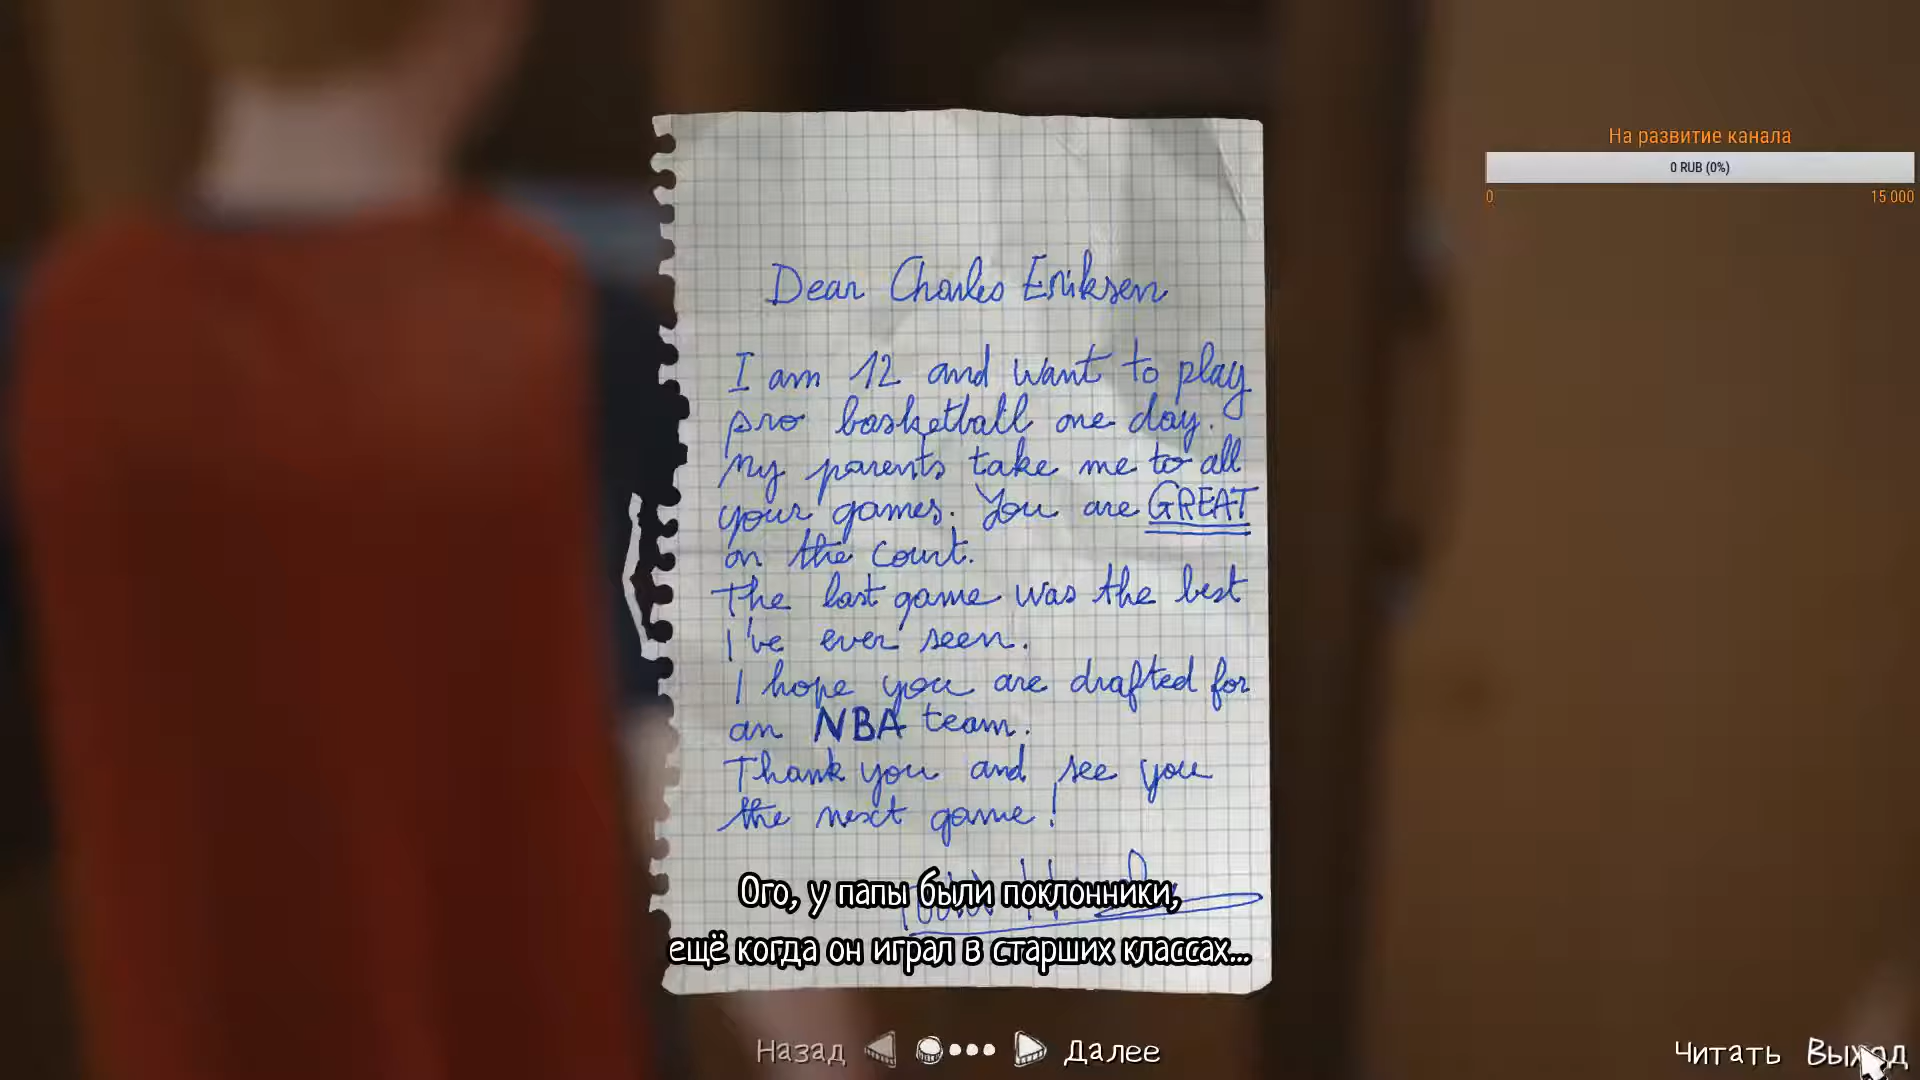 На развитие канала
0 RUB (0%)
0 15 000
Dear Charles Eriksen
I am 12 and want to play
pro basketball one day.
My parents take me to all
your games. You are GREAT
on the court.
The last game was the best
I've ever seen.
I hope you are drafted for
an NBA team.
Thank you and see you
the next game!
Ого, у папы были поклонники,
ещё когда он играл в старших классах...
Назад Далее
Читать Выход